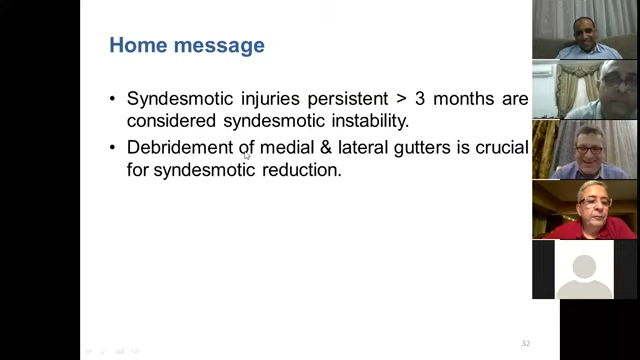 Home message
• Syndesmotic injuries persistent > 3 months are
considered syndesmotic instability.
• Debridement of medial & lateral gutters is crucial
for syndesmotic reduction.
32